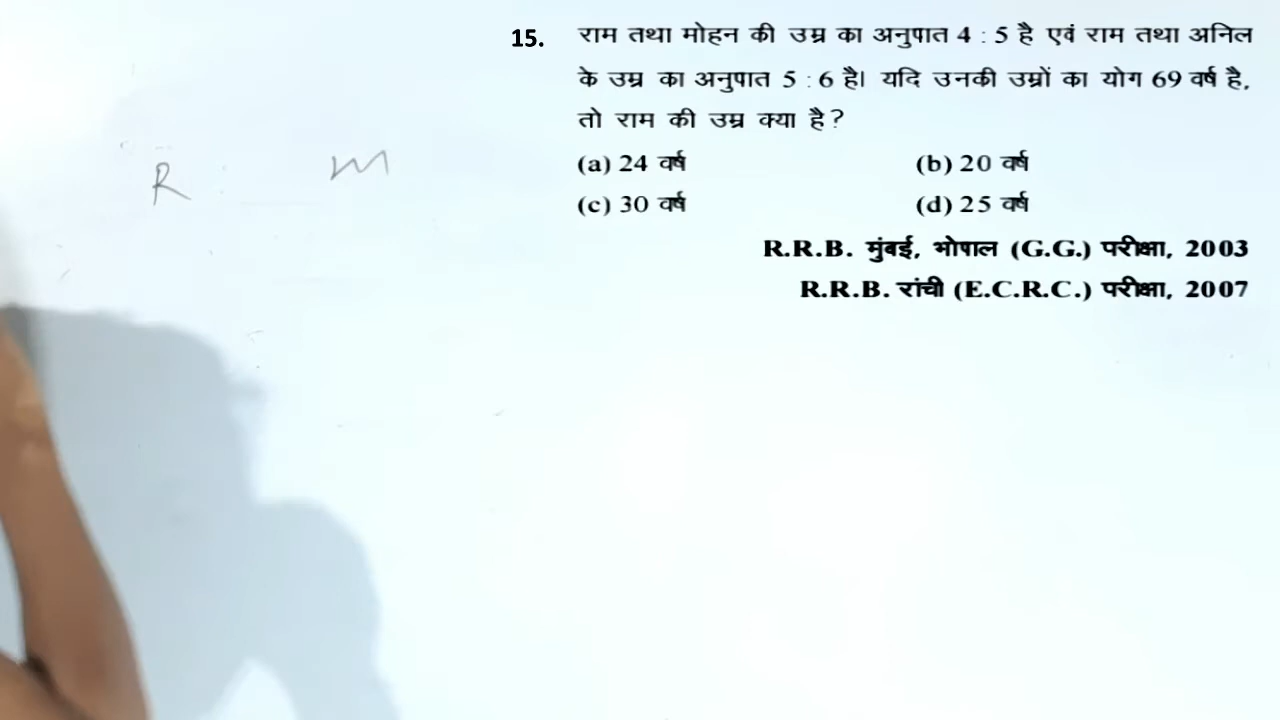 15. राम तथा मोहन की उम्र का अनुपात 4 : 5 है एवं राम तथा अनिल
के उम्र का अनुपात 5 : 6 है। यदि उनकी उम्रों का योग 69 वर्ष है,
तो राम की उम्र क्या है?
(a) 24 वर्ष (b) 20 वर्ष
(c) 30 वर्ष (d) 25 वर्ष
R.R.B. मुंबई, भोपाल (G.G.) परीक्षा, 2003
R.R.B. रांची (E.C.R.C.) परीक्षा, 2007
R m